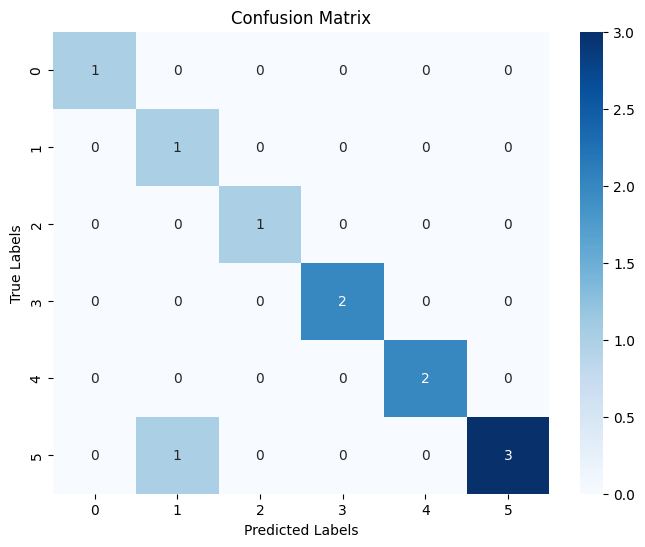 Confusion Matrix
True Labels
0 1 0 0 0 0 0
1 0 1 0 0 0 0
2 0 0 1 0 0 0
3 0 0 0 2 0 0
4 0 0 0 0 2 0
5 0 1 0 0 0 3
0 1 2 3 4 5
Predicted Labels
3.0
2.5
2.0
1.5
1.0
0.5
0.0